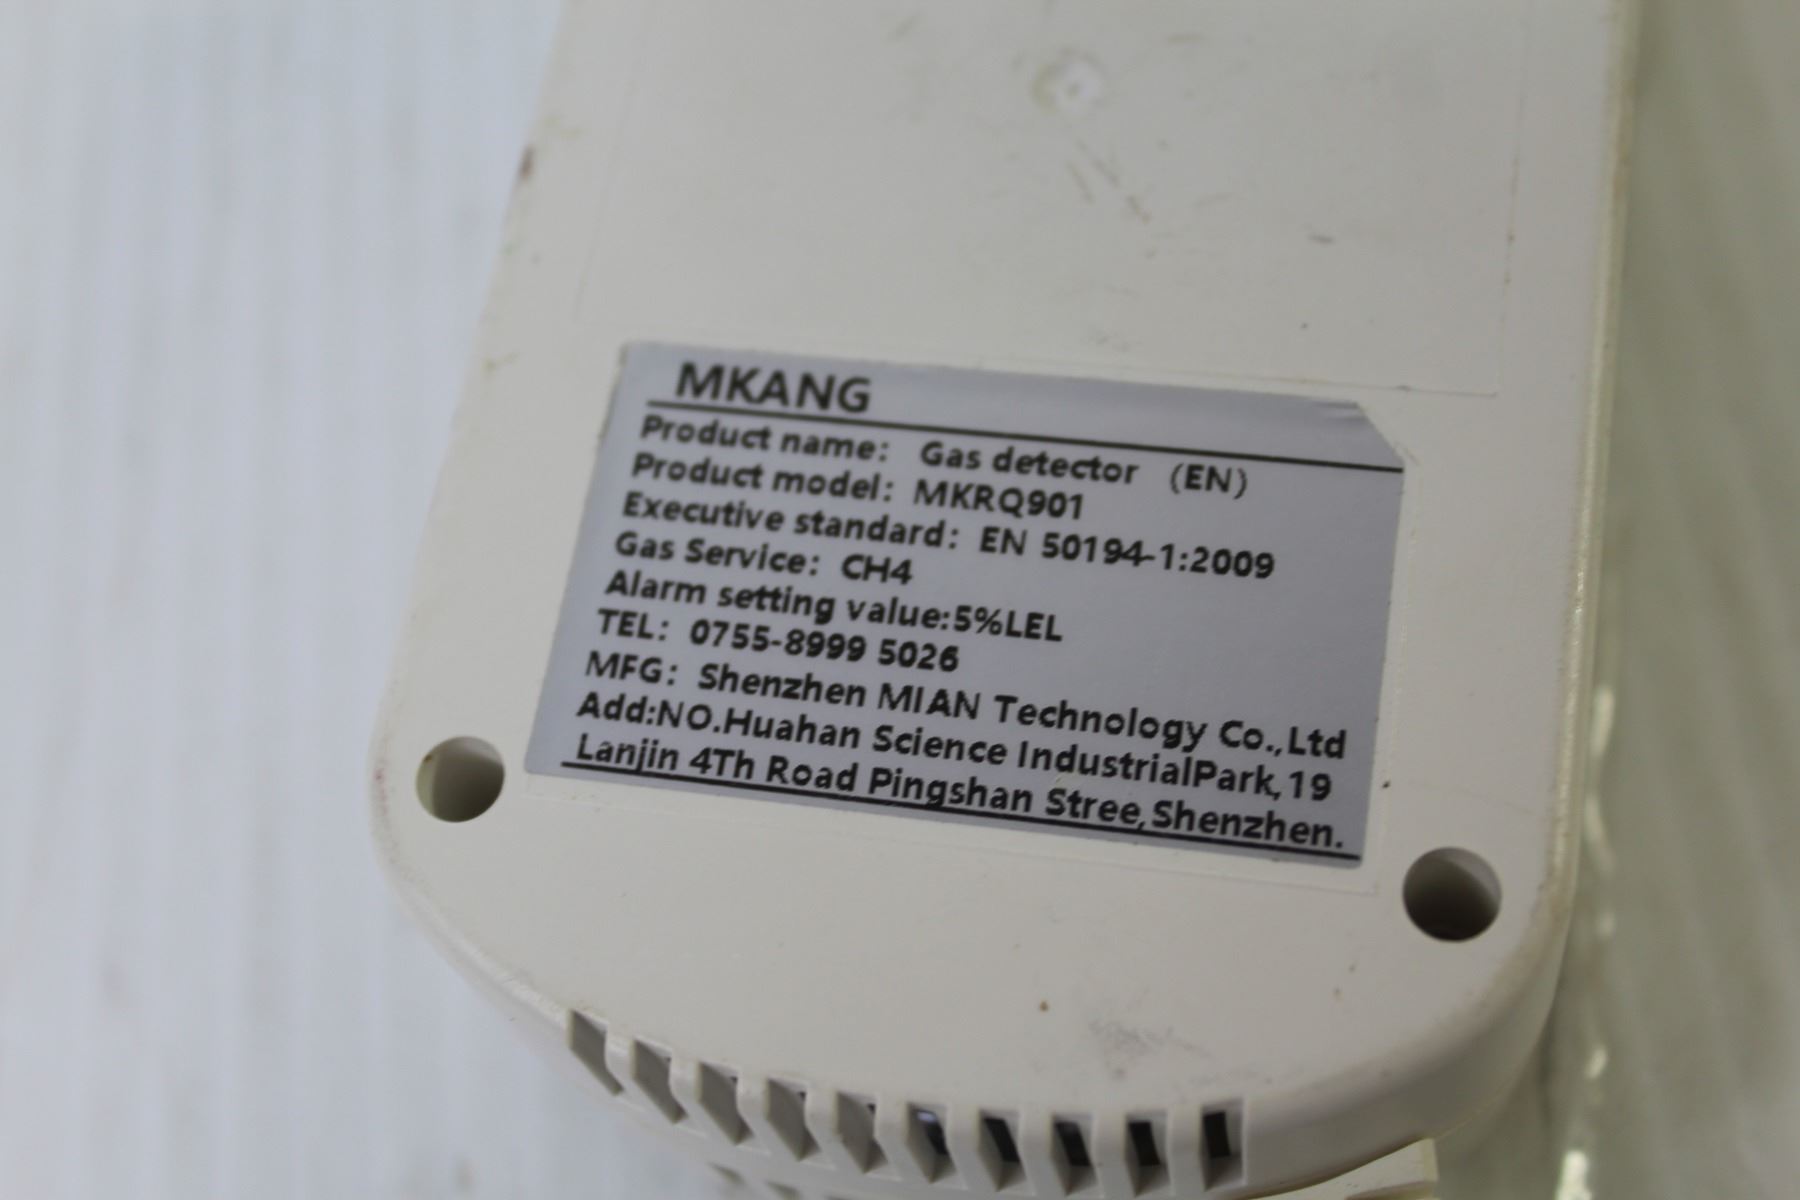 MKANG
Product name: Gas detector (EN)
Product model: MKRQ901
Executive standard: EN 50194-1:2009
Gas Service: CH4
Alarm setting value:5%LEL
TEL: 0755-8999 5026
MFG: Shenzhen MIAN Technology Co.,Ltd
Add:NO.Huahan Science IndustrialPark,19
Lanjin 4Th Road Pingshan Stree,Shenzhen.